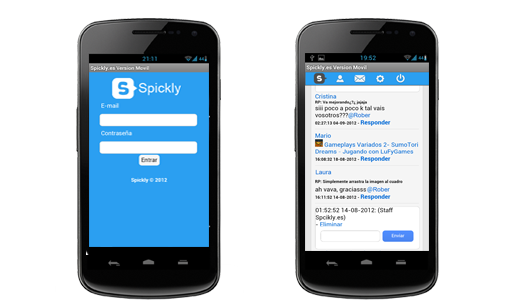 21:11
Spickly.es Version Movil
S Spickly
E-mail
Contraseña
Entrar
Spickly © 2012
19:52
Spickly.es Version Movil
S
Cristina
RP: Va mejorando¿?¿ jajaja
siii poco a poco k tal vais
vosotros???@Rober
02:27:13 04-09-2012 - Responder
Mario
Gameplays Variados 2- SumoTori
Dreams - Jugando con LuFyGames
16:08:32 18-08-2012 - Responder
Laura
RP: Simplemente arrastra la imagen al cuadro
ah vava, graciasss @Rober
16:11:52 14-08-2012 - Responder
01:52:52 14-08-2012: (Staff
Spcikly.es)
- Eliminar
Enviar